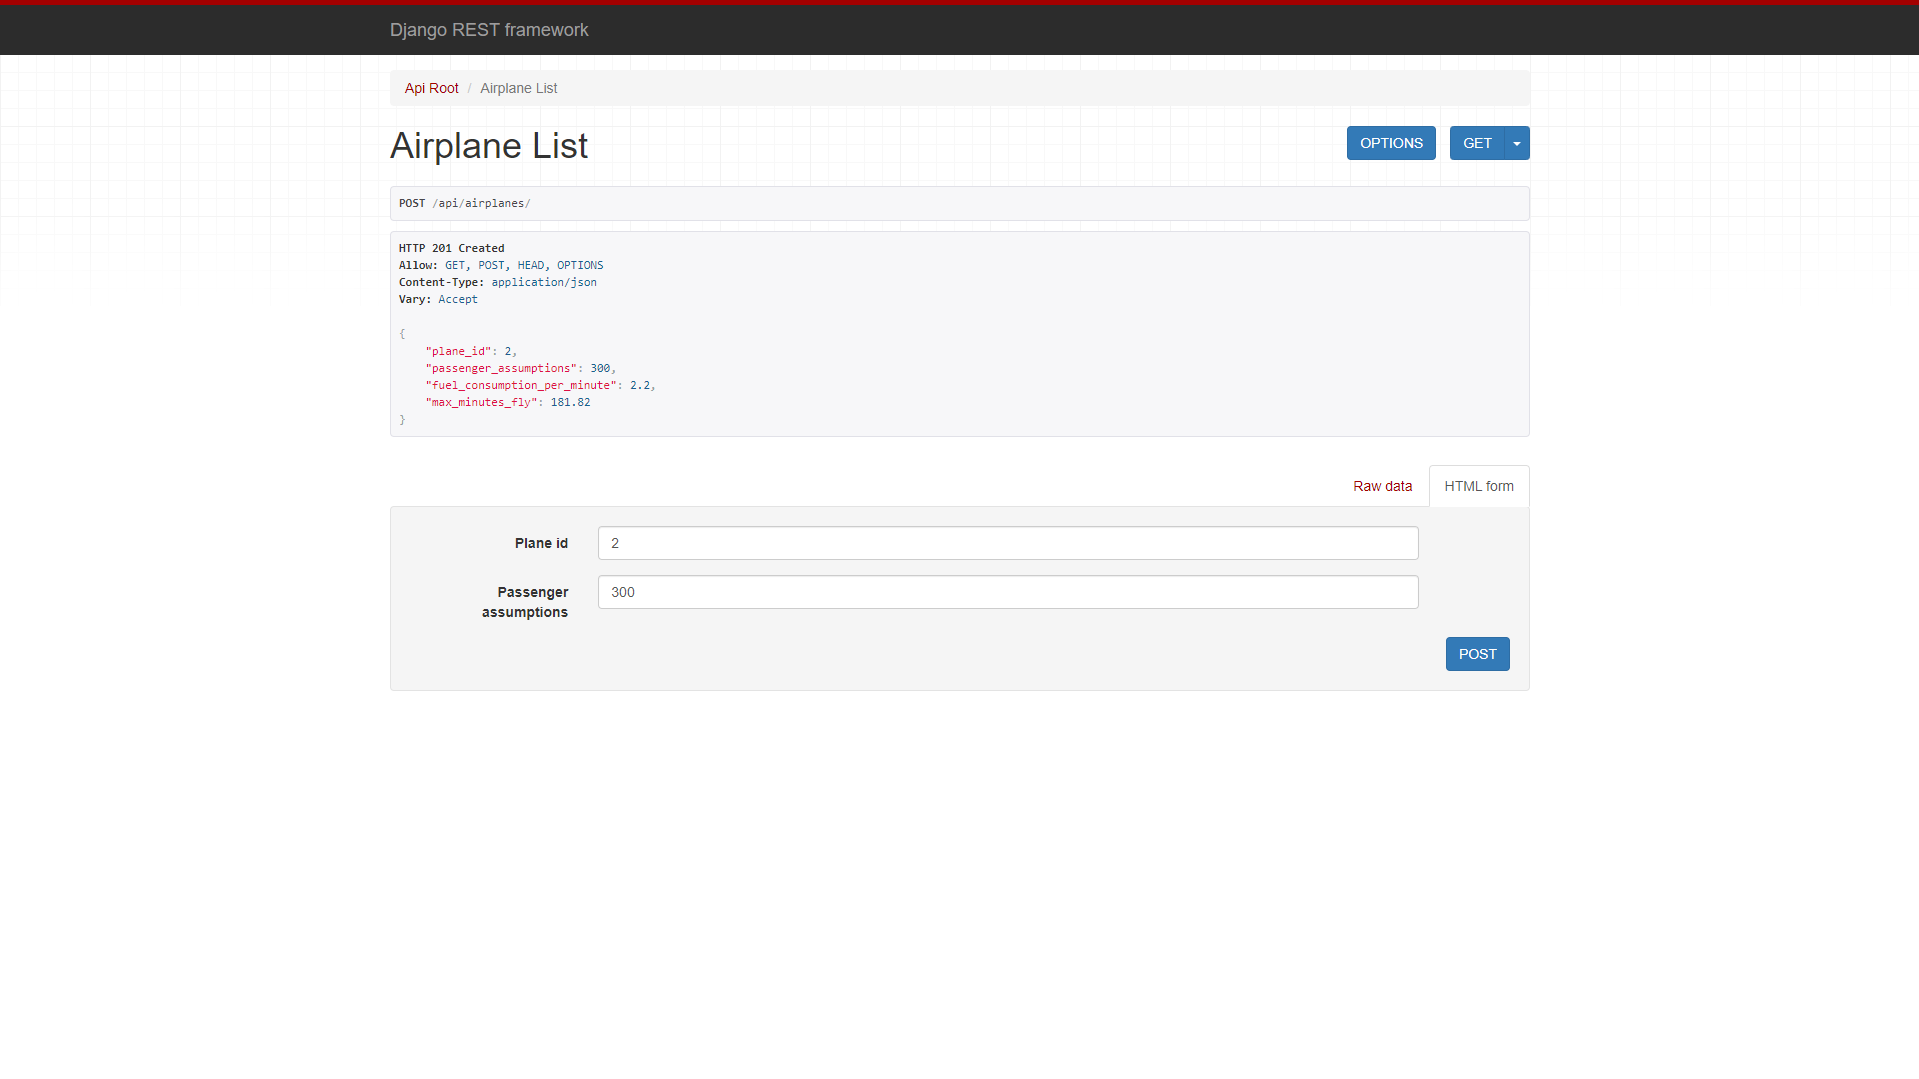 Django REST framework
Api Root / Airplane List
Airplane List
OPTIONS GET
POST /api/airplanes/
HTTP 201 Created
Allow: GET, POST, HEAD, OPTIONS
Content-Type: application/json
Vary: Accept
{
"plane_id": 2,
"passenger_assumptions": 300,
"fuel_consumption_per_minute": 2.2,
"max_minutes_fly": 181.82
}
Raw data HTML form
Plane id 2
Passenger 300
assumptions
POST